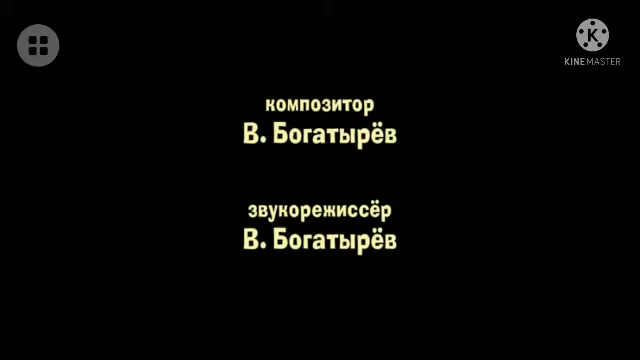 KINEMASTER
композитор
В. Богатырёв
звукорежиссёр
В. Богатырёв